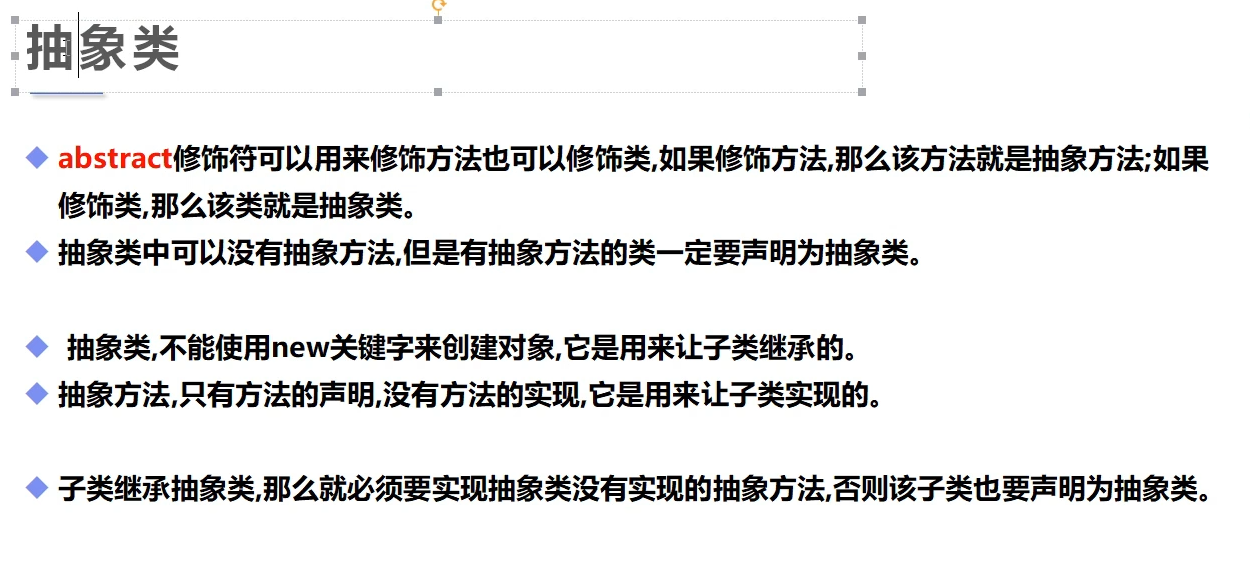 抽象类
abstract修饰符可以用来修饰方法也可以修饰类,如果修饰方法,那么该方法就是抽象方法;如果
修饰类,那么该类就是抽象类。
抽象类中可以没有抽象方法,但是有抽象方法的类一定要声明为抽象类。
抽象类,不能使用new关键字来创建对象,它是用来让子类继承的。
抽象方法,只有方法的声明,没有方法的实现,它是用来让子类实现的。
子类继承抽象类,那么就必须要实现抽象类没有实现的抽象方法,否则该子类也要声明为抽象类。